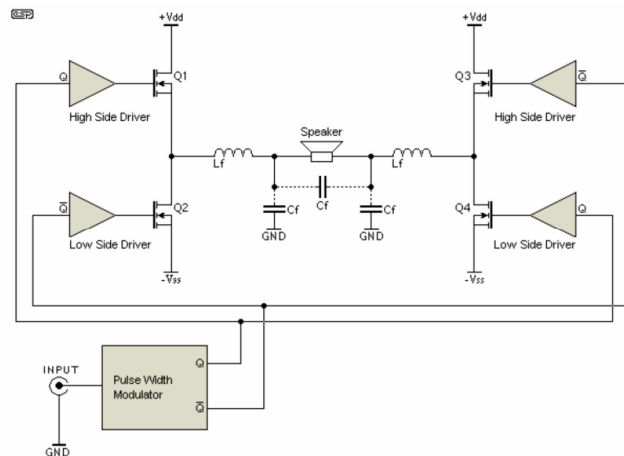 ESP
+Vdd
+Vdd
Q
Q1
Q3
Q̅
High Side Driver
High Side Driver
Speaker
Lf
Lf
Q̅
Q2
Cf
Cf
Cf
Q4
Q
Low Side Driver
GND
GND
Low Side Driver
-Vss
-Vss
INPUT
Pulse Width
Modulator
Q
Q̅
GND